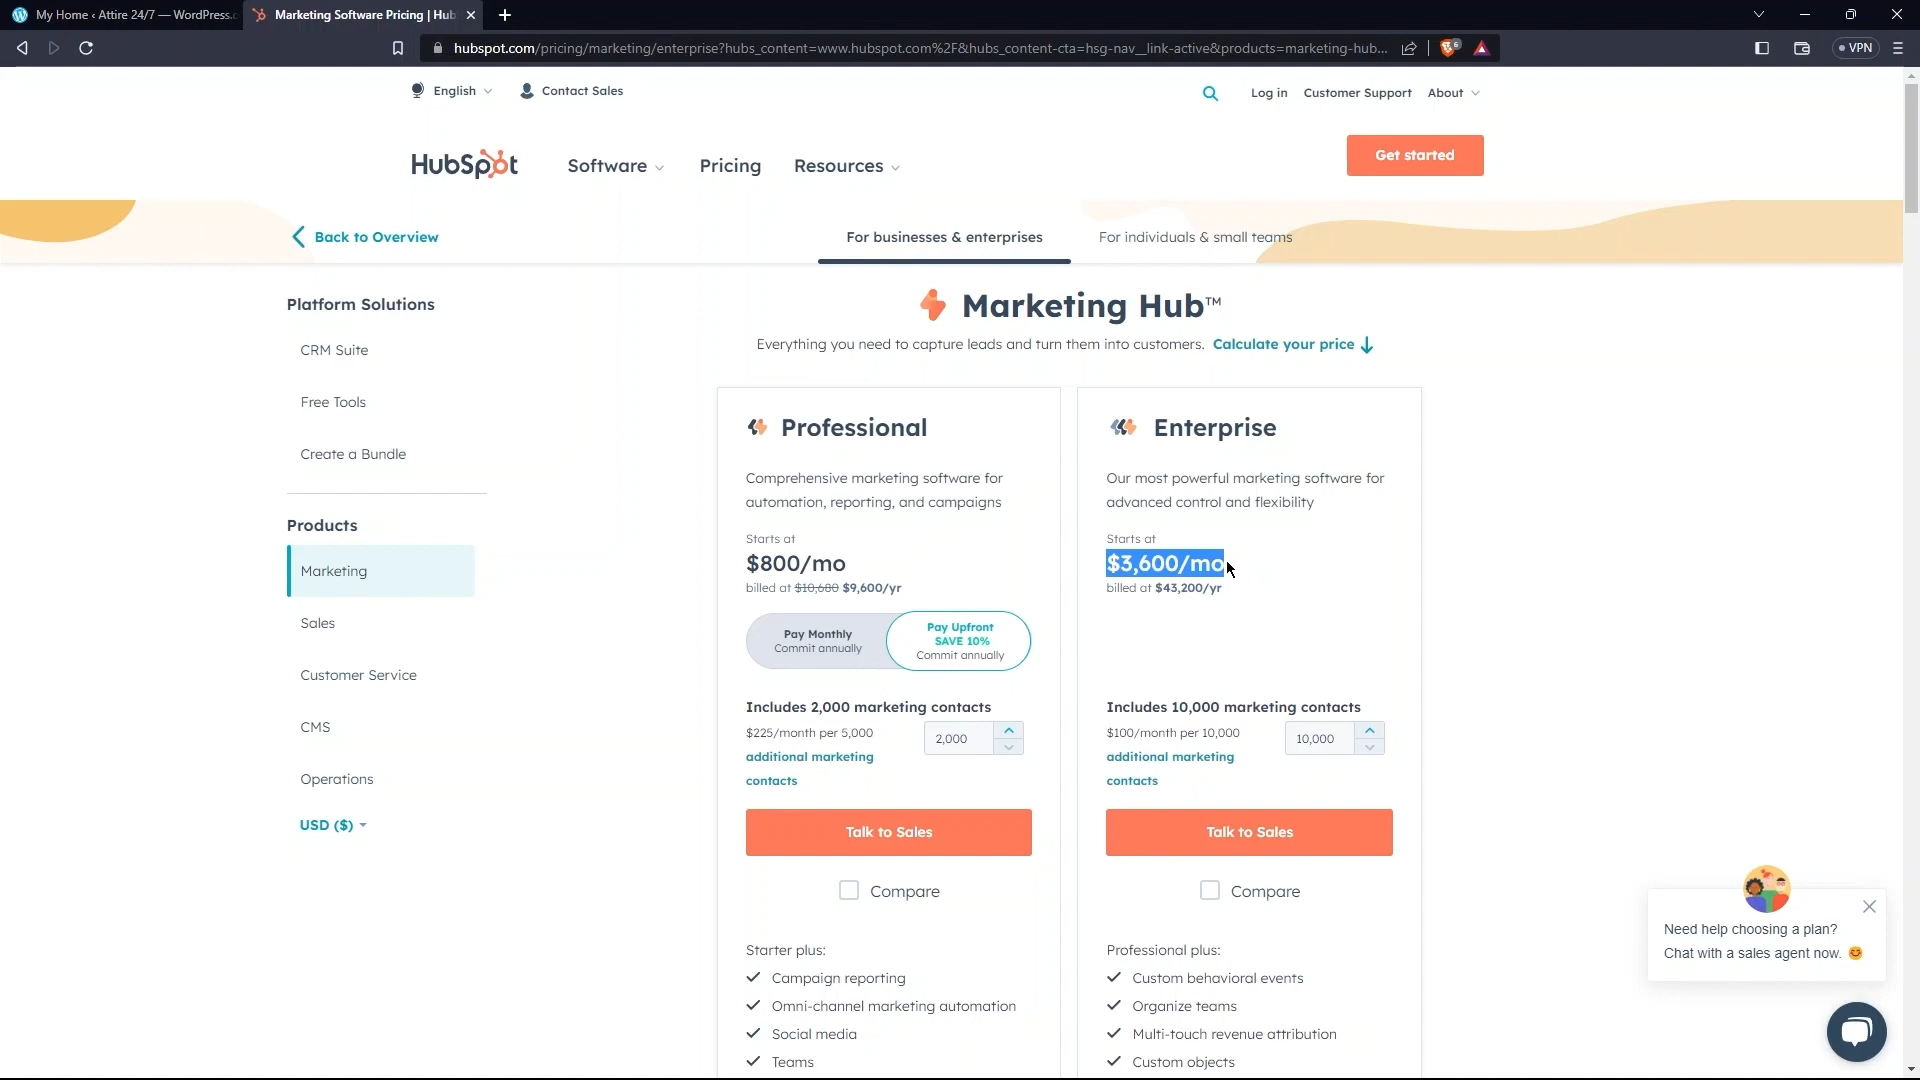 My Home ‹ Attire 24/7 — WordPress.c
Marketing Software Pricing | Hub
hubspot.com/pricing/marketing/enterprise?hubs_content=www.hubspot.com%2F&hubs_content-cta=hsg-nav__link-active&products=marketing-hub...
6
VPN
English
Contact Sales
Log in
Customer Support
About
HubSpot
Software
Pricing
Resources
Get started
Back to Overview
For businesses & enterprises
For individuals & small teams
Platform Solutions
CRM Suite
Free Tools
Create a Bundle
Products
Marketing
Sales
Customer Service
CMS
Operations
USD ($)
Marketing Hub™
Everything you need to capture leads and turn them into customers. Calculate your price
Professional
Comprehensive marketing software for
automation, reporting, and campaigns
Starts at
$800/mo
billed at $10,680 $9,600/yr
Pay Monthly
Commit annually
Pay Upfront
SAVE 10%
Commit annually
Includes 2,000 marketing contacts
$225/month per 5,000
additional marketing
contacts
2,000
Talk to Sales
Compare
Starter plus:
Campaign reporting
Omni-channel marketing automation
Social media
Teams
Enterprise
Our most powerful marketing software for
advanced control and flexibility
Starts at
$3,600/mo
billed at $43,200/yr
Includes 10,000 marketing contacts
$100/month per 10,000
additional marketing
contacts
10,000
Talk to Sales
Compare
Professional plus:
Custom behavioral events
Organize teams
Multi-touch revenue attribution
Custom objects
Need help choosing a plan?
Chat with a sales agent now. 😊